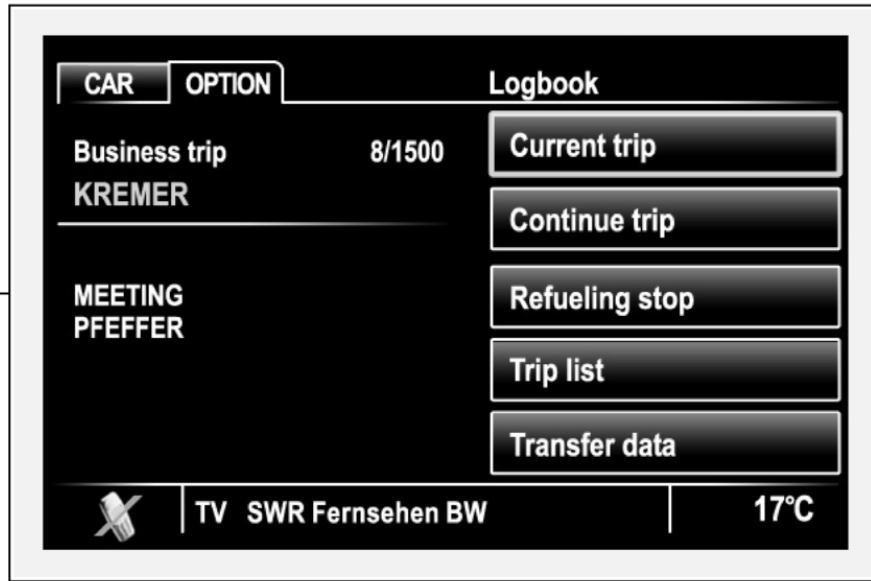 CAR OPTION Logbook
Business trip 8/1500
KREMER
MEETING
PFEFFER
Current trip
Continue trip
Refueling stop
Trip list
Transfer data
TV SWR Fernsehen BW 17°C